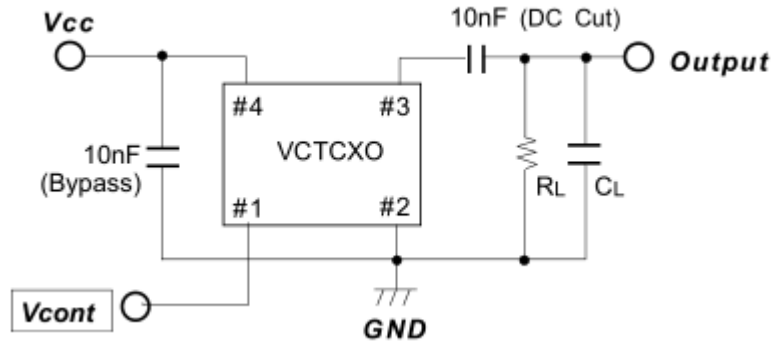 Vcc
10nF (DC Cut)
Output
#4
#3
VCTCXO
10nF
(Bypass)
#1
#2
RL
CL
Vcont
GND